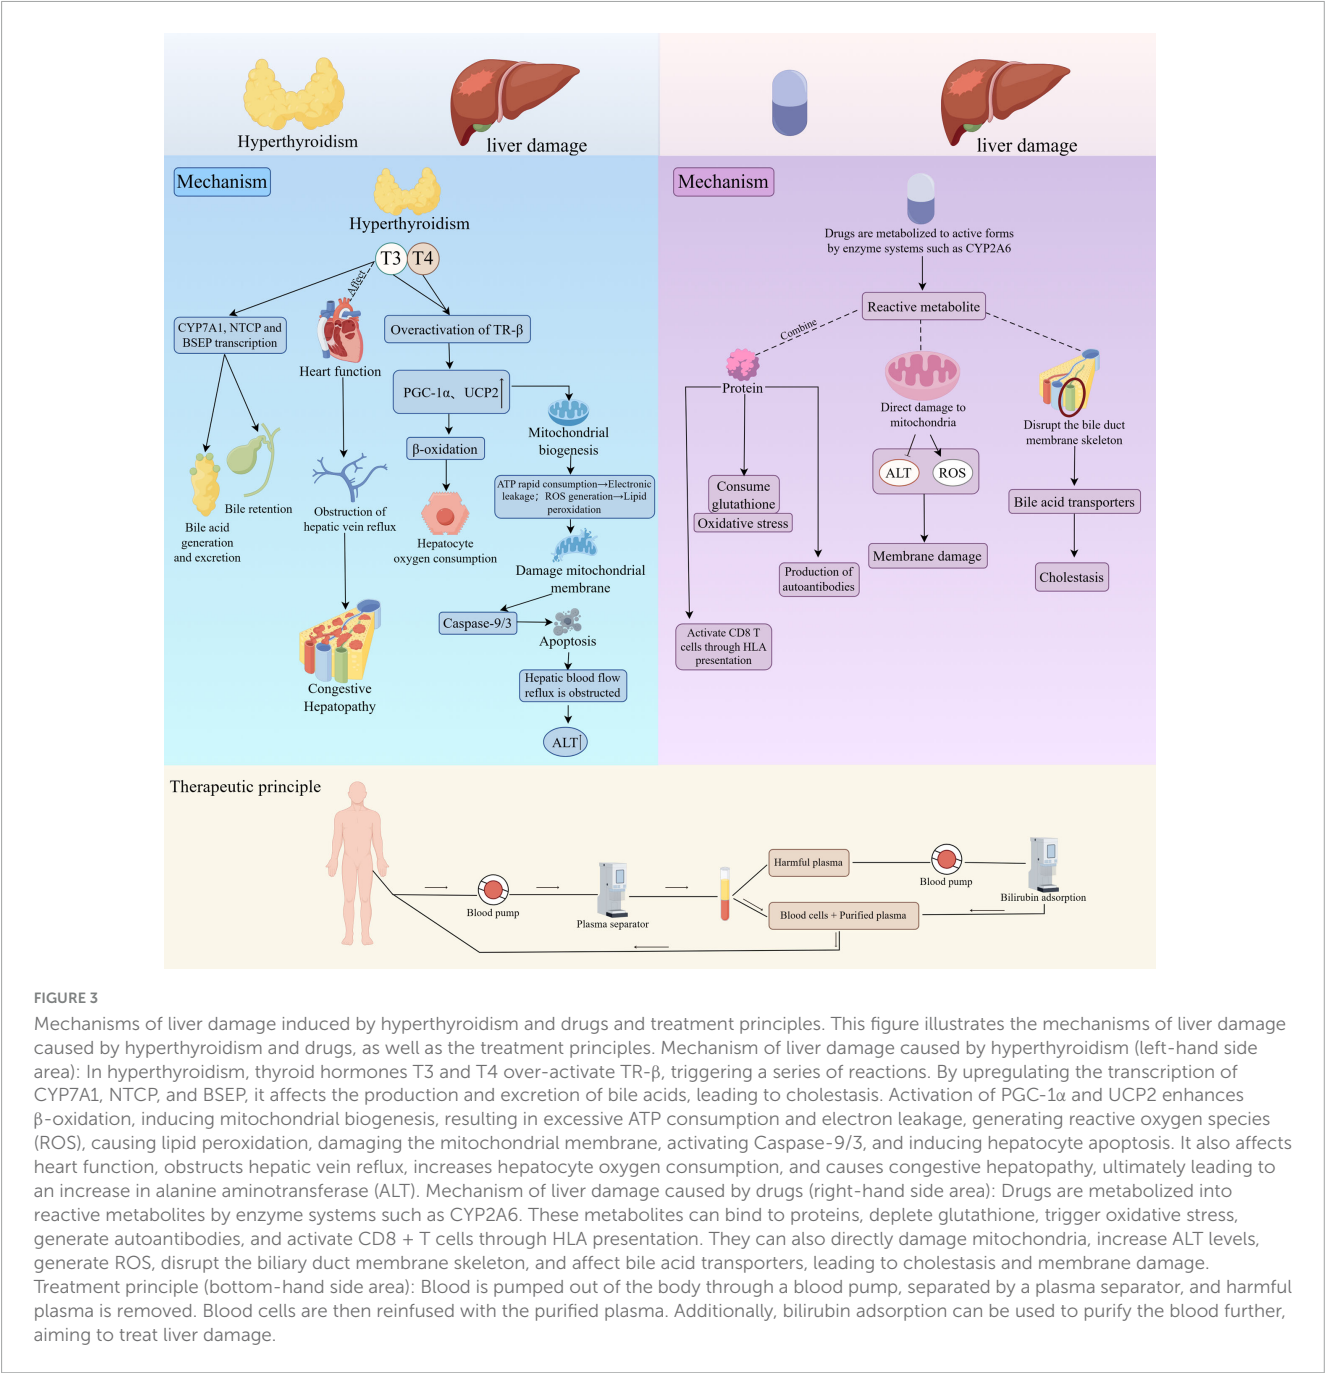 Hyperthyroidism
liver damage
liver damage
Mechanism
Hyperthyroidism
T3
T4
Affect
CYP7A1, NTCP and
BSEP transcription
Heart function
Overactivation of TR-β
PGC-1α、UCP2
Mitochondrial
biogenesis
β-oxidation
Bile acid
generation
and excretion
Bile retention
Obstruction of
hepatic vein reflux
Hepatocyte
oxygen consumption
ATP rapid consumption→Electronic
leakage; ROS generation→Lipid
peroxidation
Damage mitochondrial
membrane
Caspase-9/3
Apoptosis
Congestive
Hepatopathy
Hepatic blood flow
reflux is obstructed
ALT
Mechanism
Drugs are metabolized to active forms
by enzyme systems such as CYP2A6
Reactive metabolite
Combine
Protein
Direct damage to
mitochondria
Disrupt the bile duct
membrane skeleton
Consume
glutathione
Oxidative stress
ALT
ROS
Bile acid transporters
Membrane damage
Production of
autoantibodies
Cholestasis
Activate CD8 T
cells through HLA
presentation
Therapeutic principle
Blood pump
Plasma separator
Harmful plasma
Blood cells + Purified plasma
Blood pump
Bilirubin adsorption
FIGURE 3
Mechanisms of liver damage induced by hyperthyroidism and drugs and treatment principles. This figure illustrates the mechanisms of liver damage
caused by hyperthyroidism and drugs, as well as the treatment principles. Mechanism of liver damage caused by hyperthyroidism (left-hand side
area): In hyperthyroidism, thyroid hormones T3 and T4 over-activate TR-β, triggering a series of reactions. By upregulating the transcription of
CYP7A1, NTCP, and BSEP, it affects the production and excretion of bile acids, leading to cholestasis. Activation of PGC-1α and UCP2 enhances
β-oxidation, inducing mitochondrial biogenesis, resulting in excessive ATP consumption and electron leakage, generating reactive oxygen species
(ROS), causing lipid peroxidation, damaging the mitochondrial membrane, activating Caspase-9/3, and inducing hepatocyte apoptosis. It also affects
heart function, obstructs hepatic vein reflux, increases hepatocyte oxygen consumption, and causes congestive hepatopathy, ultimately leading to
an increase in alanine aminotransferase (ALT). Mechanism of liver damage caused by drugs (right-hand side area): Drugs are metabolized into
reactive metabolites by enzyme systems such as CYP2A6. These metabolites can bind to proteins, deplete glutathione, trigger oxidative stress,
generate autoantibodies, and activate CD8 + T cells through HLA presentation. They can also directly damage mitochondria, increase ALT levels,
generate ROS, disrupt the biliary duct membrane skeleton, and affect bile acid transporters, leading to cholestasis and membrane damage.
Treatment principle (bottom-hand side area): Blood is pumped out of the body through a blood pump, separated by a plasma separator, and harmful
plasma is removed. Blood cells are then reinfused with the purified plasma. Additionally, bilirubin adsorption can be used to purify the blood further,
aiming to treat liver damage.